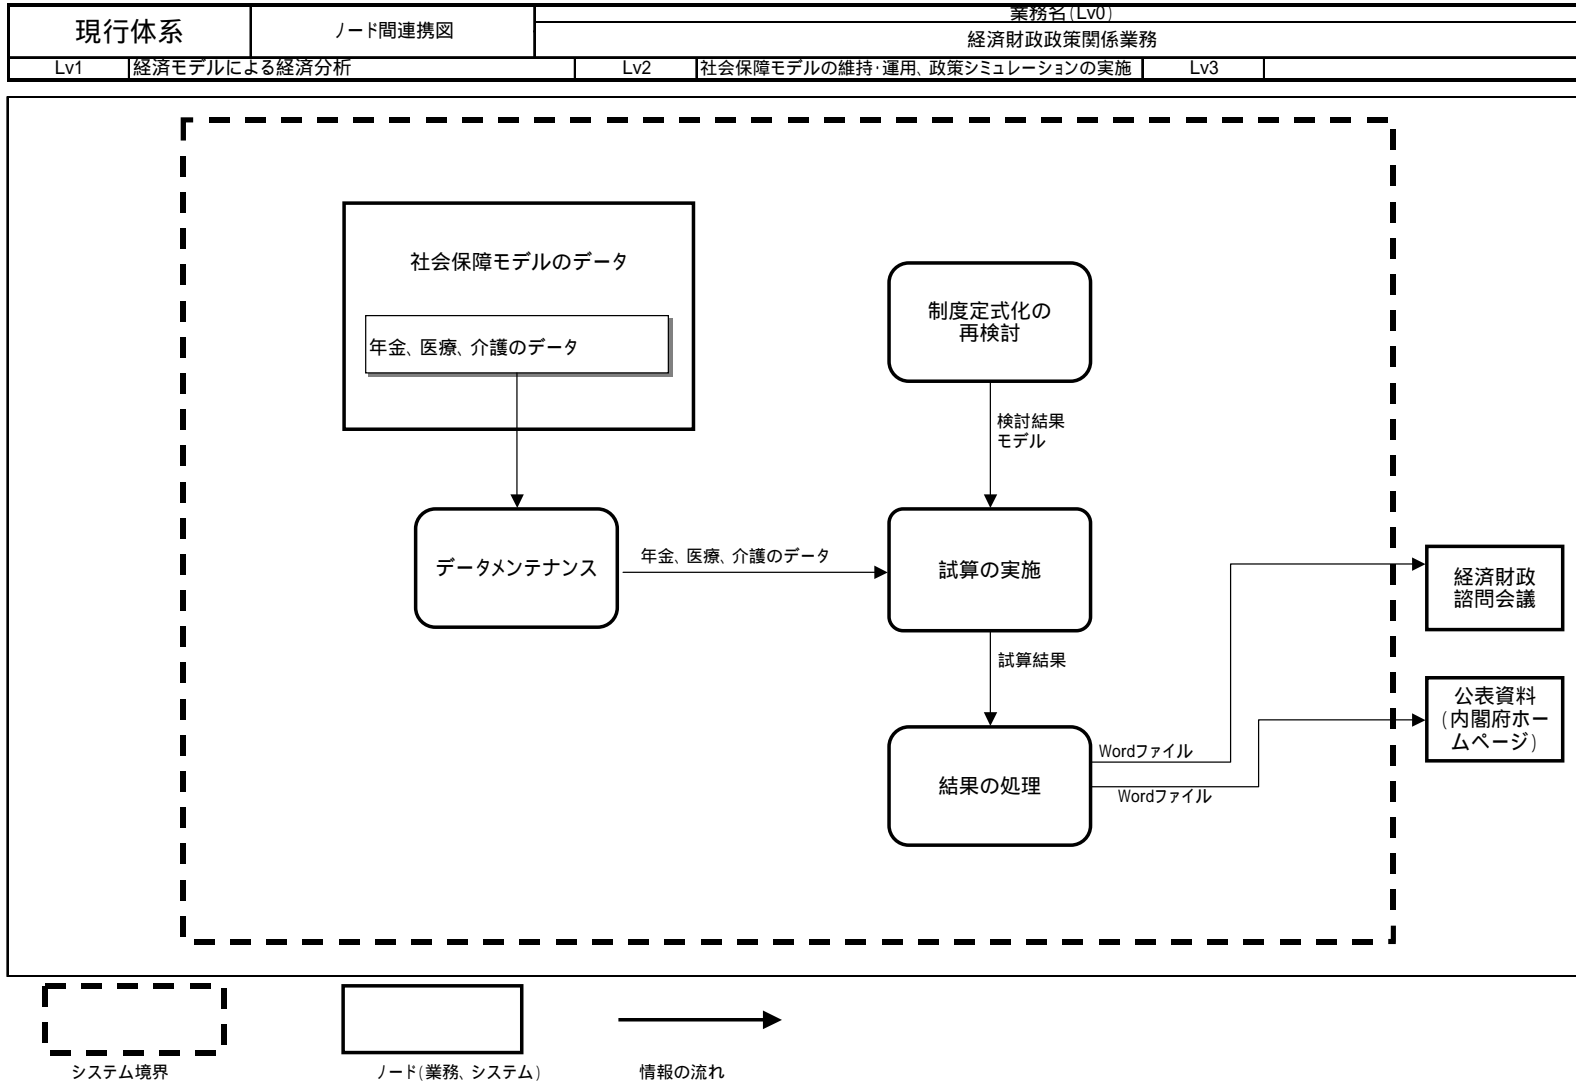 現行体系
ノード間連携図
業務名(Lv0)
経済財政政策関係業務
Lv1
経済モデルによる経済分析
Lv2
社会保障モデルの維持・運用、政策シミュレーションの実施
Lv3
社会保障モデルのデータ
年金、医療、介護のデータ
制度定式化の
再検討
検討結果
モデル
データメンテナンス
年金、医療、介護のデータ
試算の実施
経済財政
諮問会議
試算結果
公表資料
(内閣府ホー
ムページ)
結果の処理
Wordファイル
Wordファイル
システム境界
ノード(業務、システム)
情報の流れ